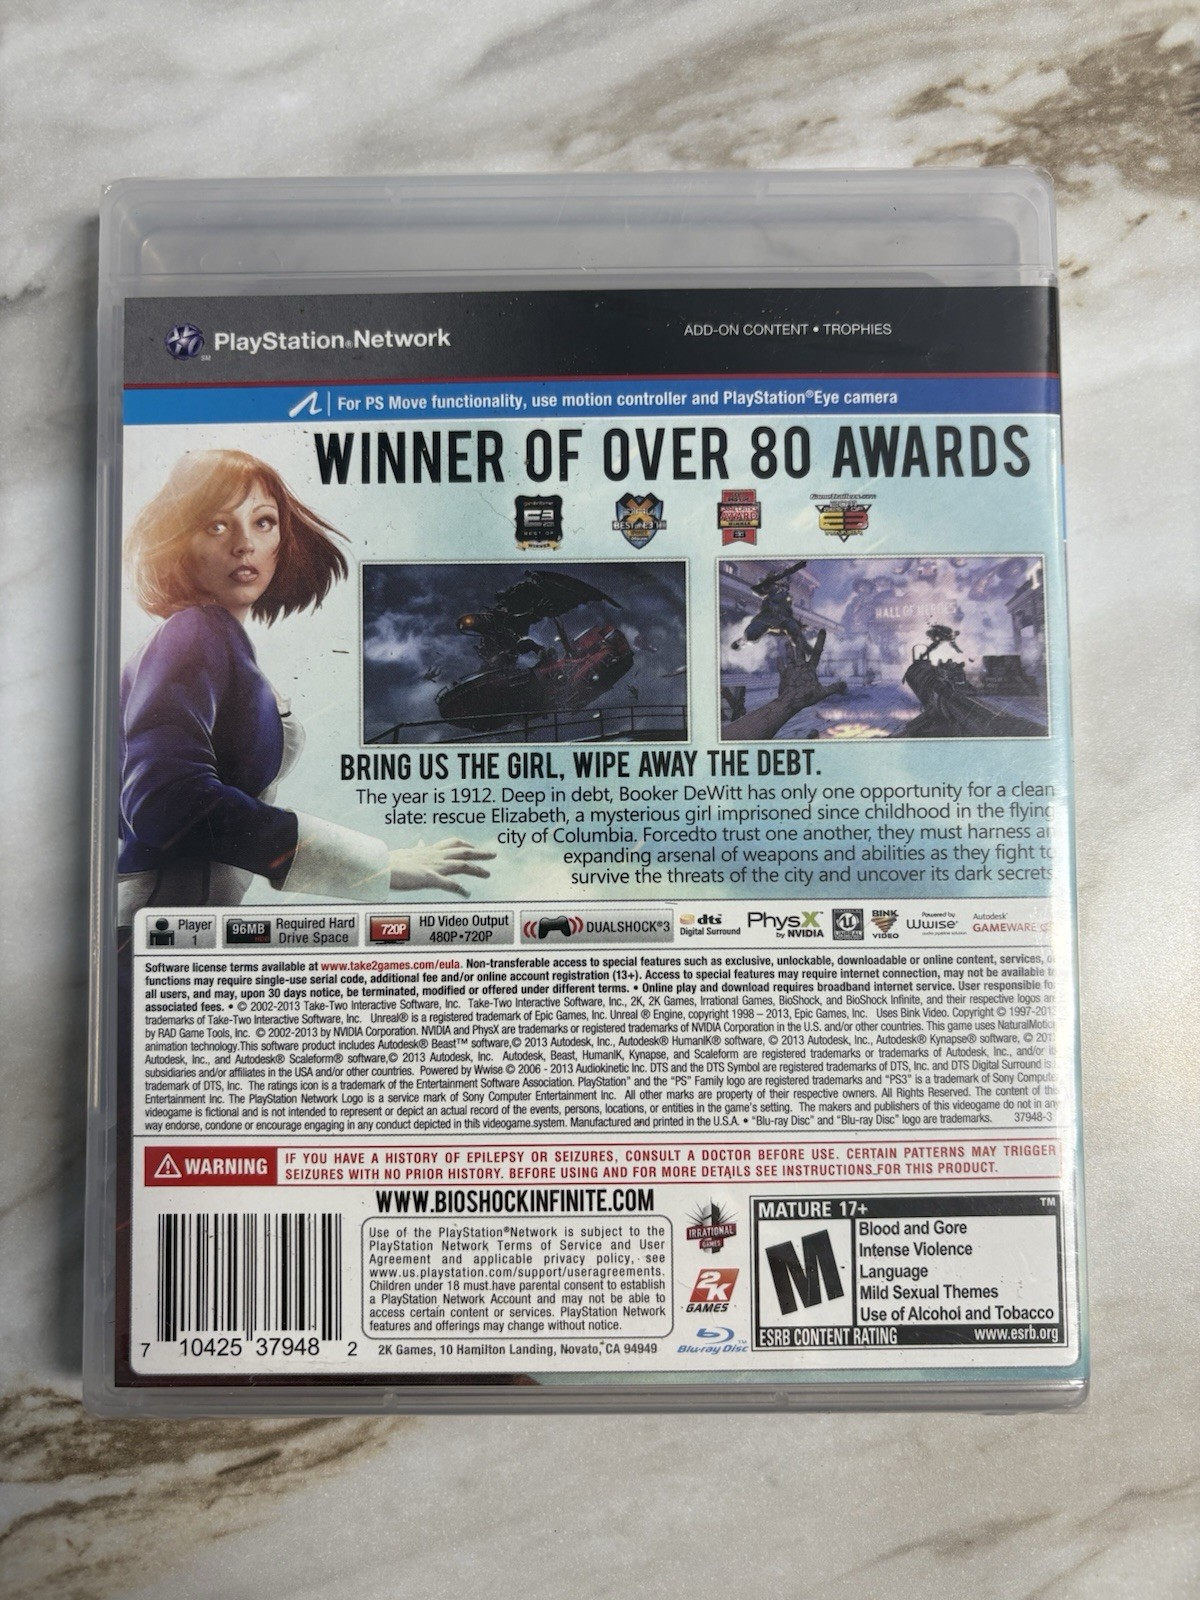 PlayStation®Network
SM
ADD-ON CONTENT • TROPHIES
For PS Move functionality, use motion controller and PlayStation®Eye camera
WINNER OF OVER 80 AWARDS
E3
BEST OF
WINNER
AWARD
E3
HALL OF HEROES
BRING US THE GIRL, WIPE AWAY THE DEBT.
The year is 1912. Deep in debt, Booker DeWitt has only one opportunity for a clean
slate: rescue Elizabeth, a mysterious girl imprisoned since childhood in the flying
city of Columbia. Forcedto trust one another, they must harness an
expanding arsenal of weapons and abilities as they fight to
survive the threats of the city and uncover its dark secrets
Player
1
96MB
Required Hard
Drive Space
720P
HD Video Output
480P•720P
DUALSHOCK®3
dts
Digital Surround
PhysX
by NVIDIA
UNREAL
BINK
VIDEO
Powered by
Wwise
Autodesk'
GAMEWARE
Software license terms available at www.take2games.com/eula. Non-transferable access to special features such as exclusive, unlockable, downloadable or online content, services, o
functions may require single-use serial code, additional fee and/or online account registration (13+). Access to special features may require internet connection, may not be available to
all users, and may, upon 30 days notice, be terminated, modified or offered under different terms. • Online play and download requires broadband internet service. User responsible fo
associated fees. • © 2002-2013 Take-Two Interactive Software, Inc. Take-Two Interactive Software, Inc., 2K, 2K Games, Irrational Games, BioShock, and BioShock Infinite, and their respective logos ar
trademarks of Take-Two Interactive Software, Inc. Unreal® is a registered trademark of Epic Games, Inc. Unreal ® Engine, copyright 1998 – 2013, Epic Games, Inc. Uses Bink Video. Copyright © 1997-201
by RAD Game Tools, Inc. © 2002-2013 by NVIDIA Corporation. NVIDIA and PhysX are trademarks or registered trademarks of NVIDIA Corporation in the U.S. and/or other countries. This game uses NaturalMotion
animation technology.This software product includes Autodesk® Beast™ software,© 2013 Autodesk, Inc., Autodesk® HumanIK® software, © 2013 Autodesk, Inc., Autodesk® Kynapse® software, © 201
Autodesk, Inc., and Autodesk® Scaleform® software,© 2013 Autodesk, Inc. Autodesk, Beast, HumanIK, Kynapse, and Scaleform are registered trademarks or trademarks of Autodesk, Inc., and/or it
subsidiaries and/or affiliates in the USA and/or other countries. Powered by Wwise © 2006 - 2013 Audiokinetic Inc. DTS and the DTS Symbol are registered trademarks of DTS, Inc. and DTS Digital Surround is
trademark of DTS, Inc. The ratings icon is a trademark of the Entertainment Software Association. PlayStation" and the "PS" Family logo are registered trademarks and "PS3" is a trademark of Sony Compute
Entertainment Inc. The PlayStation Network Logo is a service mark of Sony Computer Entertainment Inc. All other marks are property of their respective owners. All Rights Reserved. The content of this
videogame is fictional and is not intended to represent or depict an actual record of the events, persons, locations, or entities in the game's setting. The makers and publishers of this videogame do not in any
way endorse, condone or encourage engaging in any conduct depicted in this videogame.system. Manufactured and printed in the U.S.A. • "Blu-ray Disc" and "Blu-ray Disc" logo are trademarks. 37948-3
WARNING
IF YOU HAVE A HISTORY OF EPILEPSY OR SEIZURES, CONSULT A DOCTOR BEFORE USE. CERTAIN PATTERNS MAY TRIGGER
SEIZURES WITH NO PRIOR HISTORY. BEFORE USING AND FOR MORE DETAILS SEE INSTRUCTIONS FOR THIS PRODUCT.
WWW.BIOSHOCKINFINITE.COM
Use of the PlayStation®Network is subject to the
PlayStation Network Terms of Service and User
Agreement and applicable privacy policy, see
www.us.playstation.com/support/useragreements.
Children under 18 must have parental consent to establish
a PlayStation Network Account and may not be able to
access certain content or services. PlayStation Network
features and offerings may change without notice.
2K Games, 10 Hamilton Landing, Novato, CA 94949
7 10425 37948 2
IRRATIONAL
GAMES
2K
GAMES
Blu-ray Disc™
MATURE 17+
TM
M
Blood and Gore
Intense Violence
Language
Mild Sexual Themes
Use of Alcohol and Tobacco
ESRB CONTENT RATING
www.esrb.org